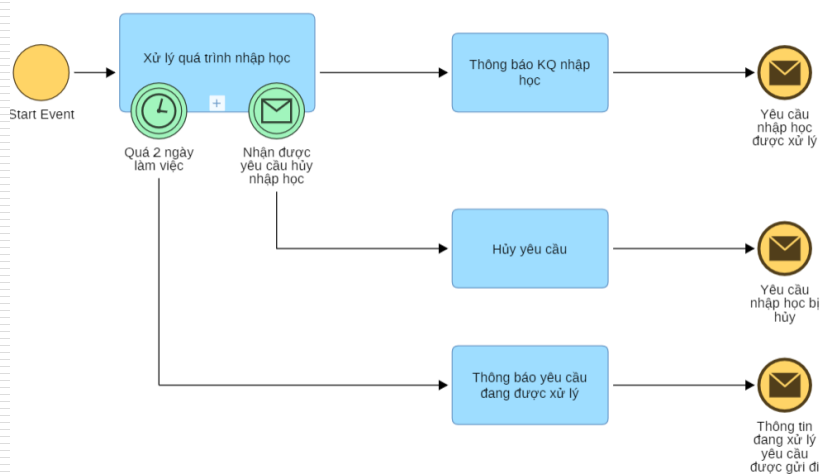 Xử lý quá trình nhập học
Thông báo KQ nhập
học
Start Event
Yêu cầu
nhập học
được xử lý
Quá 2 ngày
làm việc
Nhận được
yêu cầu hủy
nhập học
Hủy yêu cầu
Yêu cầu
nhập học bị
hủy
Thông báo yêu cầu
đang được xử lý
Thông tin
đang xử lý
yêu cầu
được gửi đi